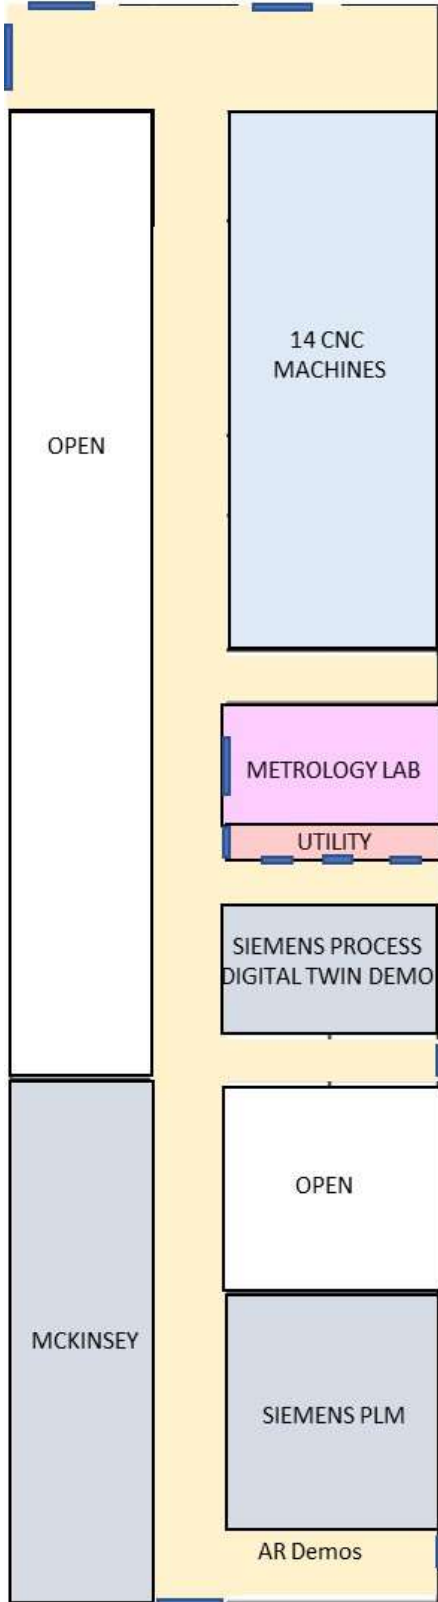 14 CNC
MACHINES
OPEN
METROLOGY LAB
UTILITY
SIEMENS PROCESS
DIGITAL TWIN DEMO
OPEN
MCKINSEY
SIEMENS PLM
AR Demos